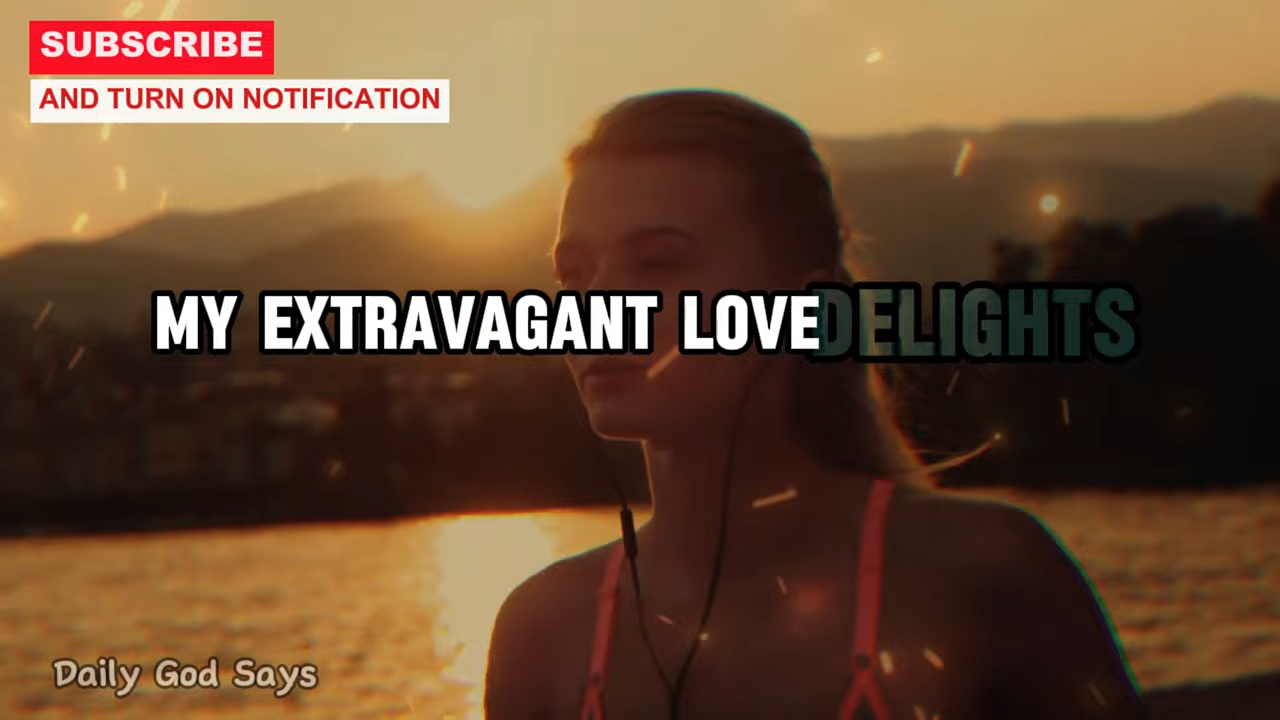 SUBSCRIBE
AND TURN ON NOTIFICATION
MY EXTRAVAGANT LOVE DELIGHTS
Daily God Says